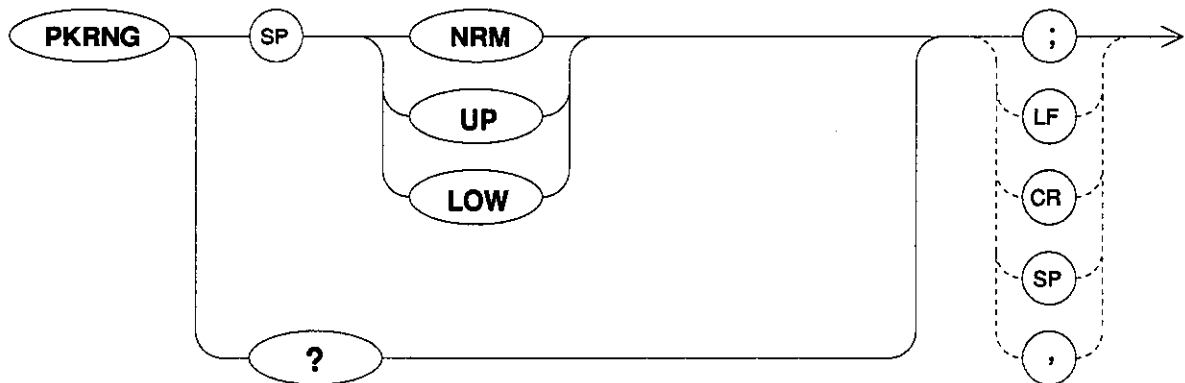 PKRNG SP NRM ;
UP LF
LOW CR
SP
? ,